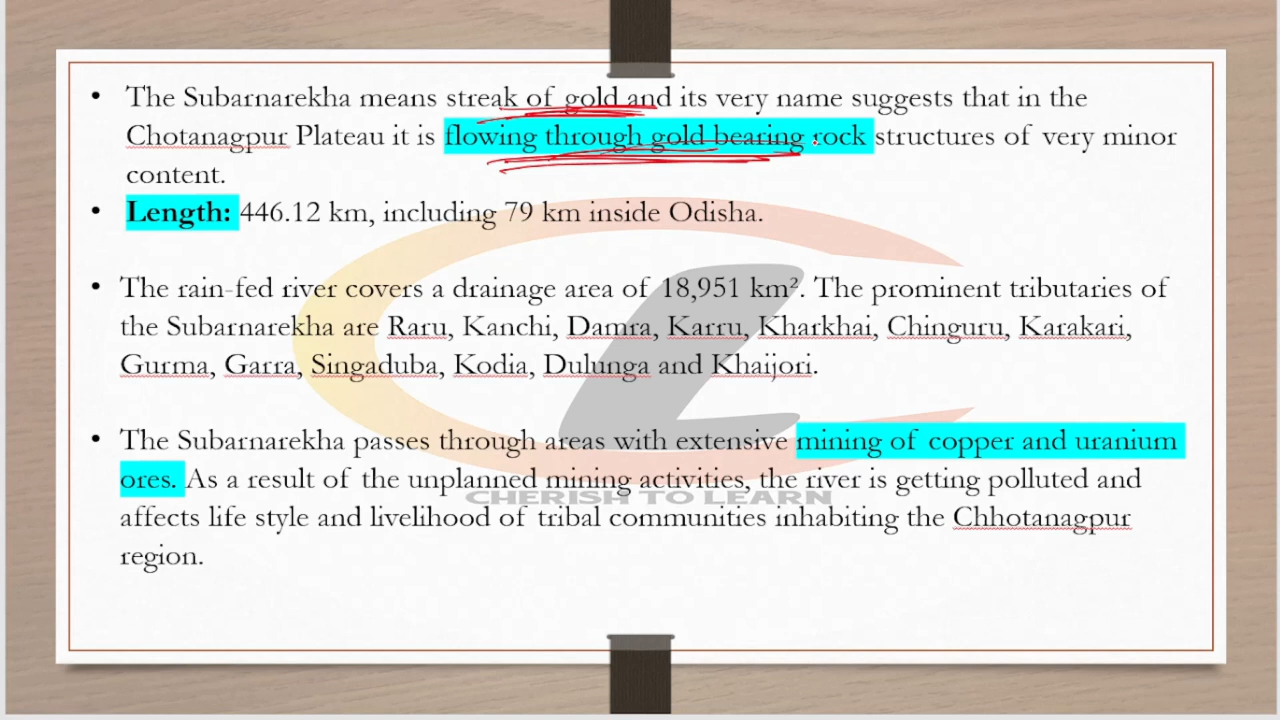 • The Subarnarekha means streak of gold and its very name suggests that in the
Chotanagpur Plateau it is flowing through gold bearing rock structures of very minor
content.
• Length: 446.12 km, including 79 km inside Odisha.
• The rain-fed river covers a drainage area of 18,951 km². The prominent tributaries of
the Subarnarekha are Raru, Kanchi, Damra, Karru, Kharkhai, Chinguru, Karakari,
Gurma, Garra, Singaduba, Kodia, Dulunga and Khaijori.
• The Subarnarekha passes through areas with extensive mining of copper and uranium
ores. As a result of the unplanned mining activities, the river is getting polluted and
affects life style and livelihood of tribal communities inhabiting the Chhotanagpur
region.
CHERISH TO LEARN